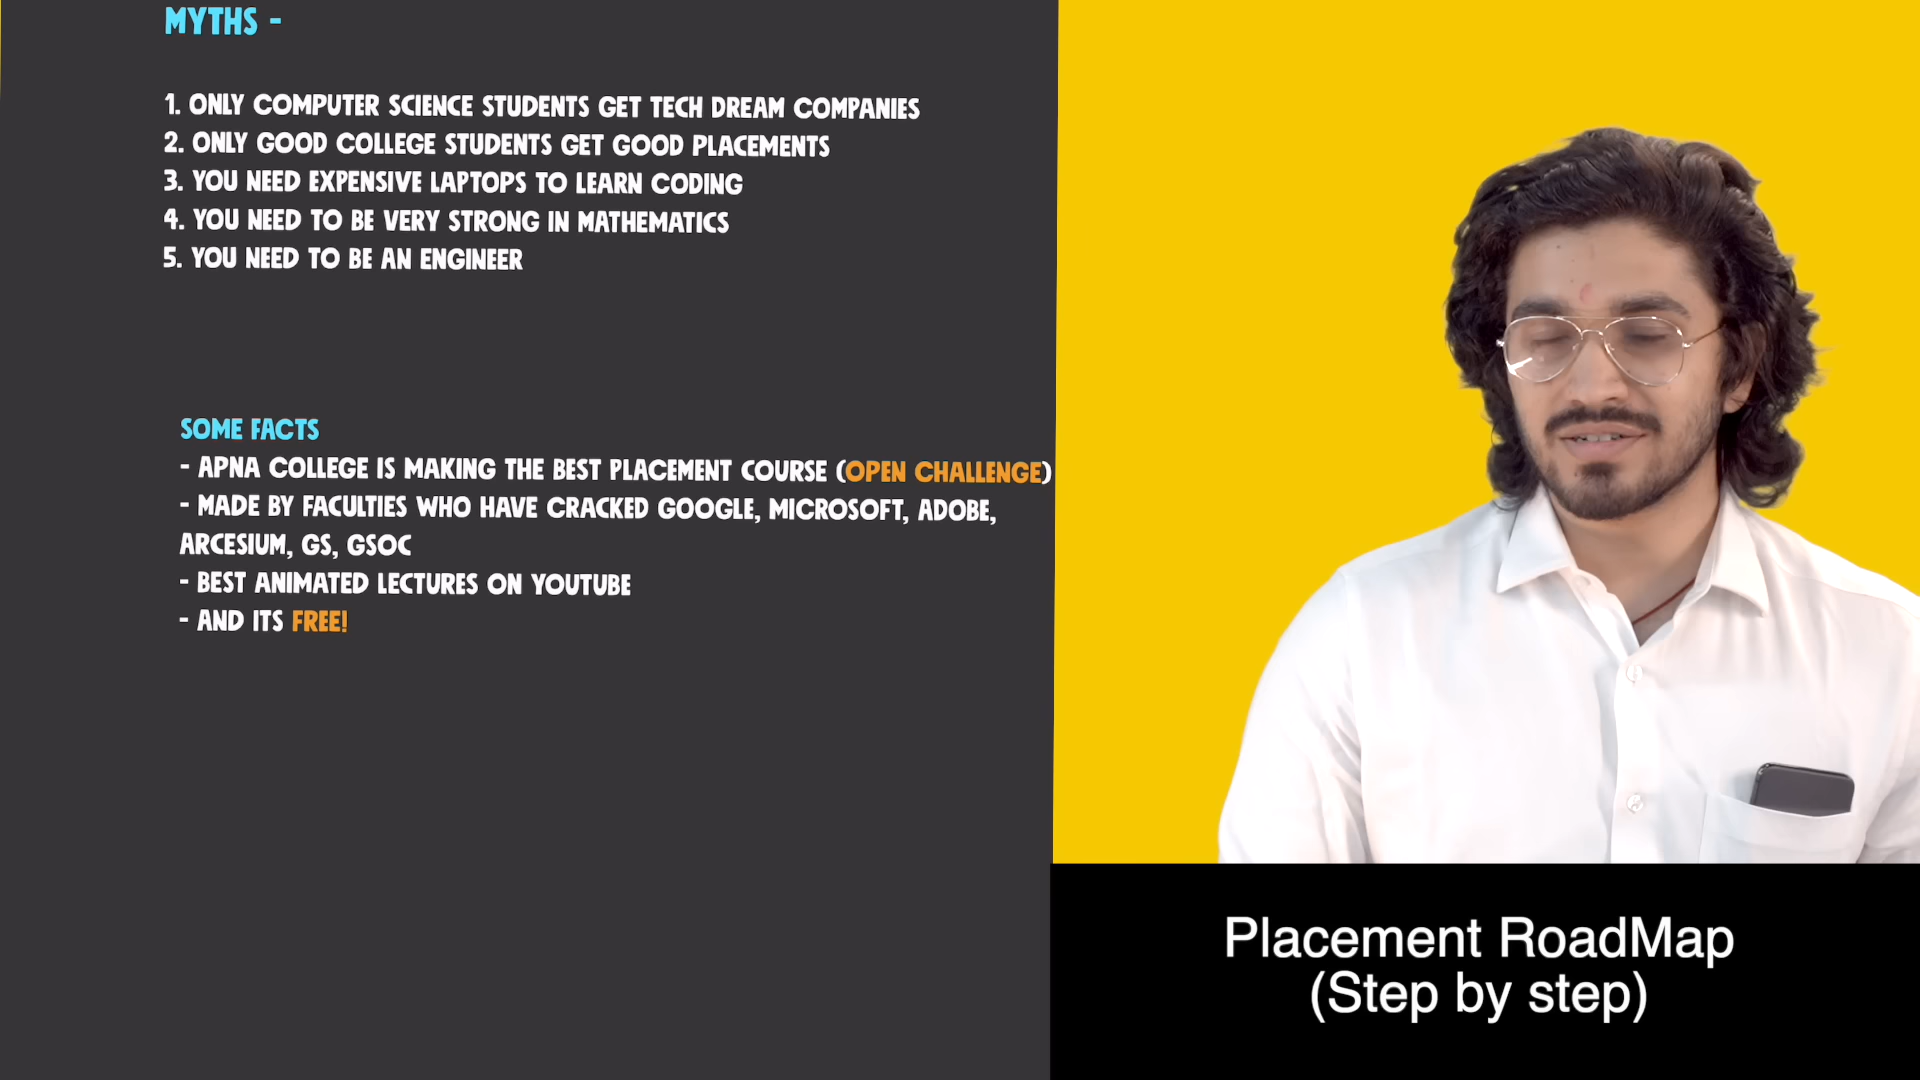 MYTHS -
1. ONLY COMPUTER SCIENCE STUDENTS GET TECH DREAM COMPANIES
2. ONLY GOOD COLLEGE STUDENTS GET GOOD PLACEMENTS
3. YOU NEED EXPENSIVE LAPTOPS TO LEARN CODING
4. YOU NEED TO BE VERY STRONG IN MATHEMATICS
5. YOU NEED TO BE AN ENGINEER
SOME FACTS
- APNA COLLEGE IS MAKING THE BEST PLACEMENT COURSE (OPEN CHALLENGE)
- MADE BY FACULTIES WHO HAVE CRACKED GOOGLE, MICROSOFT, ADOBE,
ARCESIUM, GS, GSOC
- BEST ANIMATED LECTURES ON YOUTUBE
- AND ITS FREE!
Placement RoadMap
(Step by step)